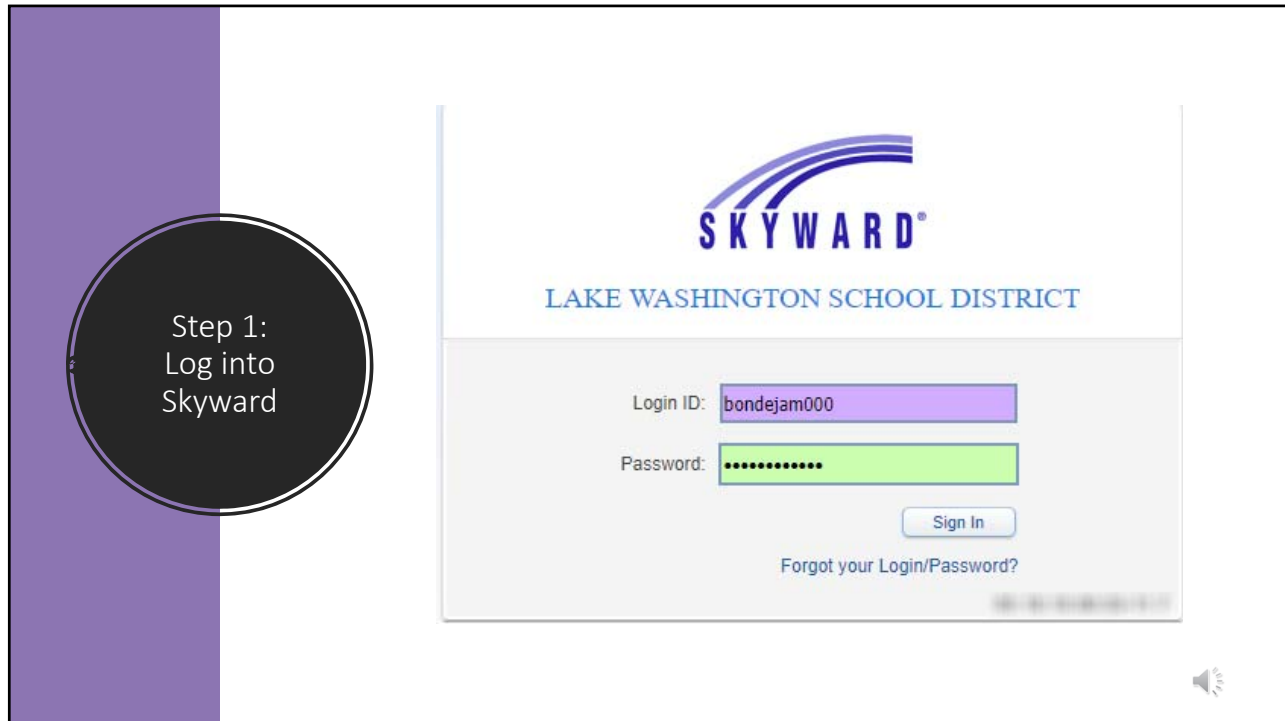 Step 1:
Log into
Skyward
SKYWARD®
LAKE WASHINGTON SCHOOL DISTRICT
Login ID: bondejam000
Password: ••••••••••••
Sign In
Forgot your Login/Password?